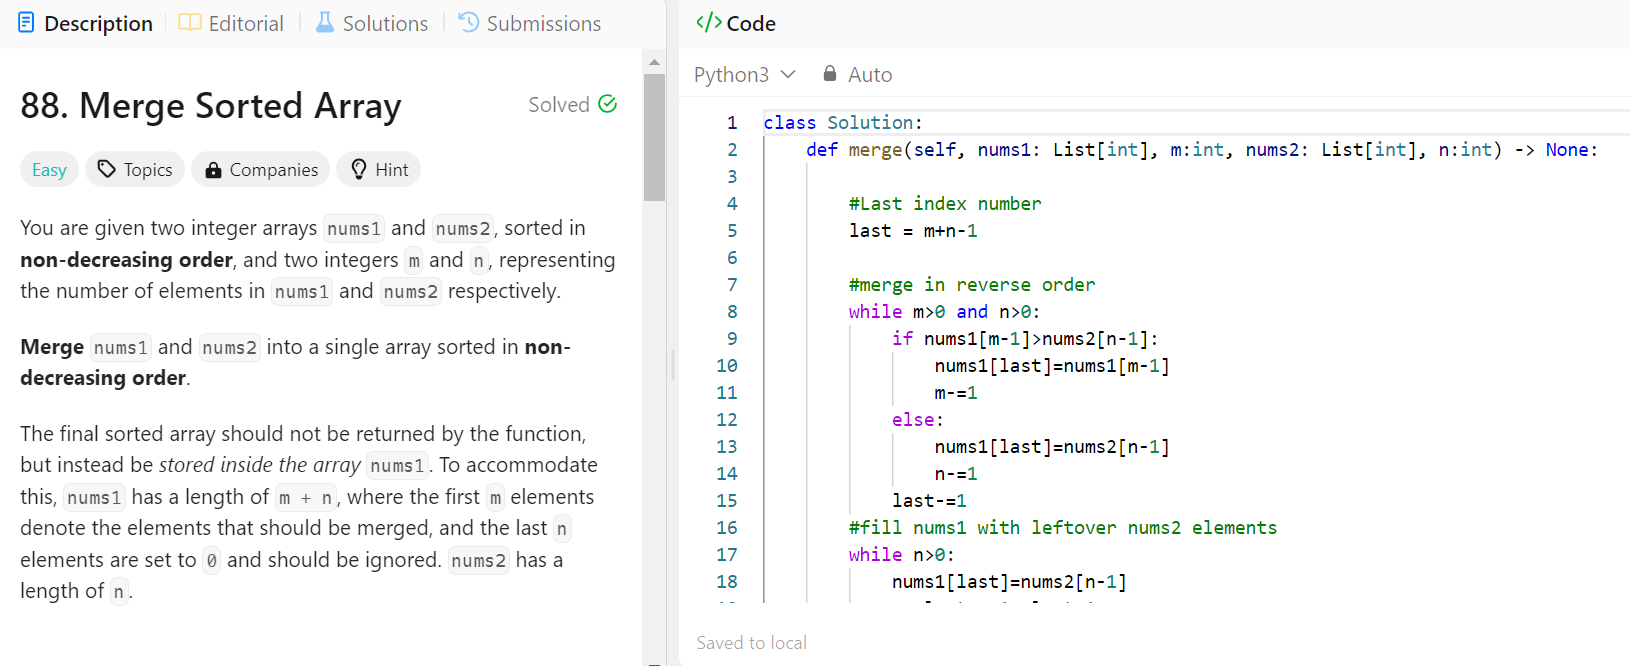 Description
Editorial
Solutions
Submissions
88. Merge Sorted Array
Solved
Easy
Topics
Companies
Hint
You are given two integer arrays nums1 and nums2, sorted in
non-decreasing order, and two integers m and n, representing
the number of elements in nums1 and nums2 respectively.
Merge nums1 and nums2 into a single array sorted in non-
decreasing order.
The final sorted array should not be returned by the function,
but instead be stored inside the array nums1. To accommodate
this, nums1 has a length of m + n, where the first m elements
denote the elements that should be merged, and the last n
elements are set to 0 and should be ignored. nums2 has a
length of n.
</> Code
Python3
Auto
1 class Solution:
2     def merge(self, nums1: List[int], m:int, nums2: List[int], n:int) -> None:
3
4         #Last index number
5         last = m+n-1
6
7         #merge in reverse order
8         while m>0 and n>0:
9             if nums1[m-1]>nums2[n-1]:
10                 nums1[last]=nums1[m-1]
11                 m-=1
12             else:
13                 nums1[last]=nums2[n-1]
14                 n-=1
15             last-=1
16         #fill nums1 with leftover nums2 elements
17         while n>0:
18             nums1[last]=nums2[n-1]
Saved to local